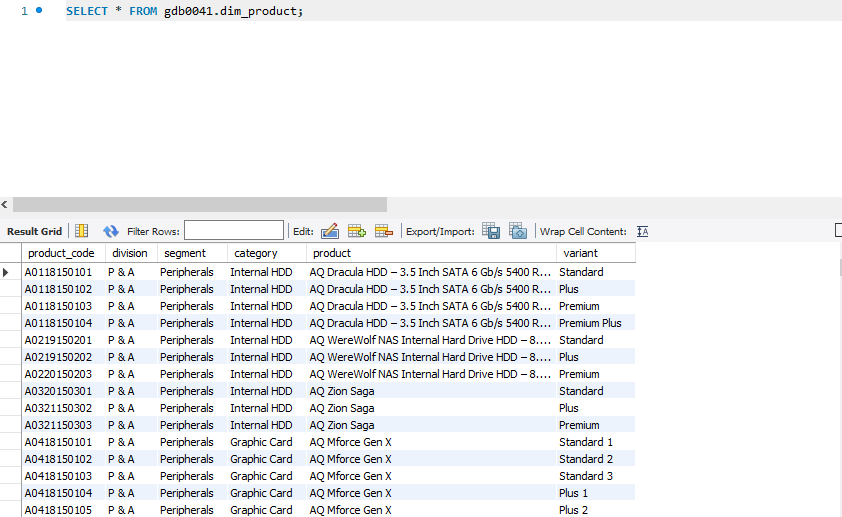 1 SELECT * FROM gdb0041.dim_product;
Result Grid Filter Rows: Edit: Export/Import: Wrap Cell Content:
product_code division segment category product variant
A0118150101 P & A Peripherals Internal HDD AQ Dracula HDD – 3.5 Inch SATA 6 Gb/s 5400 R... Standard
A0118150102 P & A Peripherals Internal HDD AQ Dracula HDD – 3.5 Inch SATA 6 Gb/s 5400 R... Plus
A0118150103 P & A Peripherals Internal HDD AQ Dracula HDD – 3.5 Inch SATA 6 Gb/s 5400 R... Premium
A0118150104 P & A Peripherals Internal HDD AQ Dracula HDD – 3.5 Inch SATA 6 Gb/s 5400 R... Premium Plus
A0219150201 P & A Peripherals Internal HDD AQ WereWolf NAS Internal Hard Drive HDD – 8.... Standard
A0219150202 P & A Peripherals Internal HDD AQ WereWolf NAS Internal Hard Drive HDD – 8.... Plus
A0220150203 P & A Peripherals Internal HDD AQ WereWolf NAS Internal Hard Drive HDD – 8.... Premium
A0320150301 P & A Peripherals Internal HDD AQ Zion Saga Standard
A0321150302 P & A Peripherals Internal HDD AQ Zion Saga Plus
A0321150303 P & A Peripherals Internal HDD AQ Zion Saga Premium
A0418150101 P & A Peripherals Graphic Card AQ Mforce Gen X Standard 1
A0418150102 P & A Peripherals Graphic Card AQ Mforce Gen X Standard 2
A0418150103 P & A Peripherals Graphic Card AQ Mforce Gen X Standard 3
A0418150104 P & A Peripherals Graphic Card AQ Mforce Gen X Plus 1
A0418150105 P & A Peripherals Graphic Card AQ Mforce Gen X Plus 2